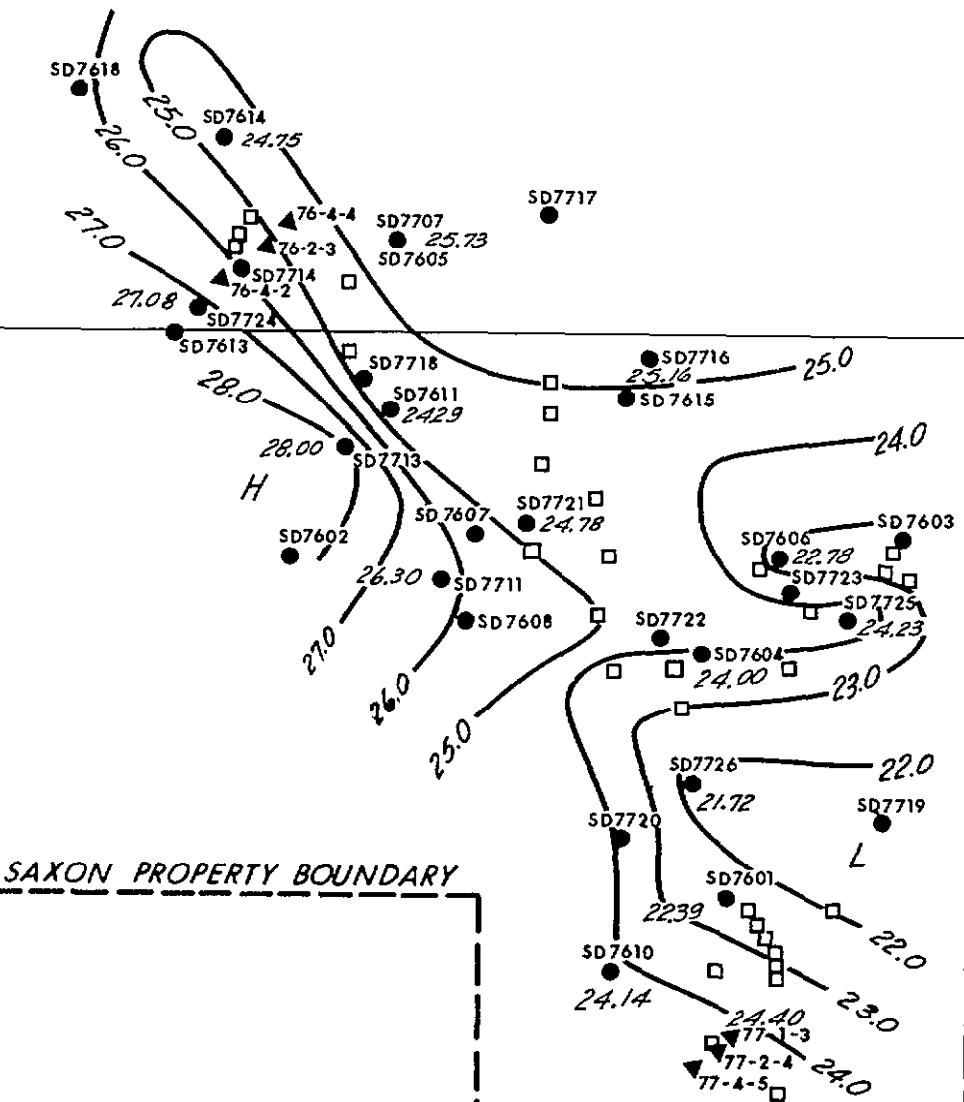 SD7618
25.0
SD7614
24.75
26.0
SD7717
76-4-4
SD7707
25.73
SD7605
27.0
76-2-3
SD7714
76-4-2
27.08
SD7724
SD7613
SD7716
25.16
25.0
SD7718
28.0
SD7611
2429
SD7615
28.00
SD7713
24.0
H
SD7721
24.78
SD7607
SD7603
SD7606
22.78
SD7602
26.30
SD7711
SD7723
SD7725
24.23
SD7608
SD7722
27.0
SD7604
24.00
26.0
23.0
25.0
SD7726
22.0
21.72
SD7719
SD7720
L
SAXON PROPERTY BOUNDARY
SD7601
2239
22.0
SD7610
24.14
23.0
24.40
77-1-3
77-2-4
24.0
77-4-5